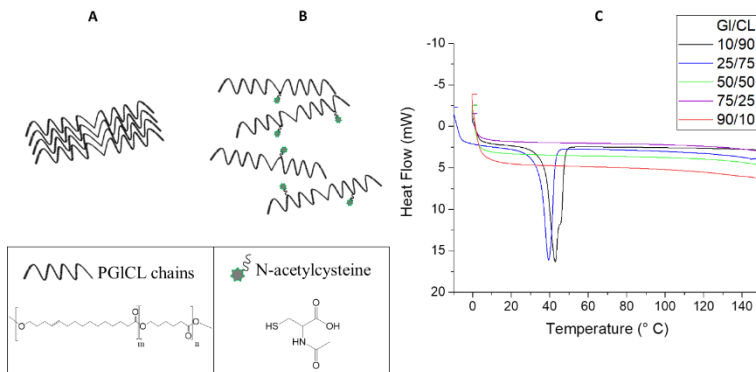 A
B
C
PGlCL chains
N-acetylcysteine
O
O
O
m
O
O
n
HS
O
OH
HN
O
Gl/CL
10/90
25/75
50/50
75/25
90/10
-10
-5
0
5
10
15
20
Heat Flow (mW)
0
20
40
60
80
100
120
140
Temperature (° C)